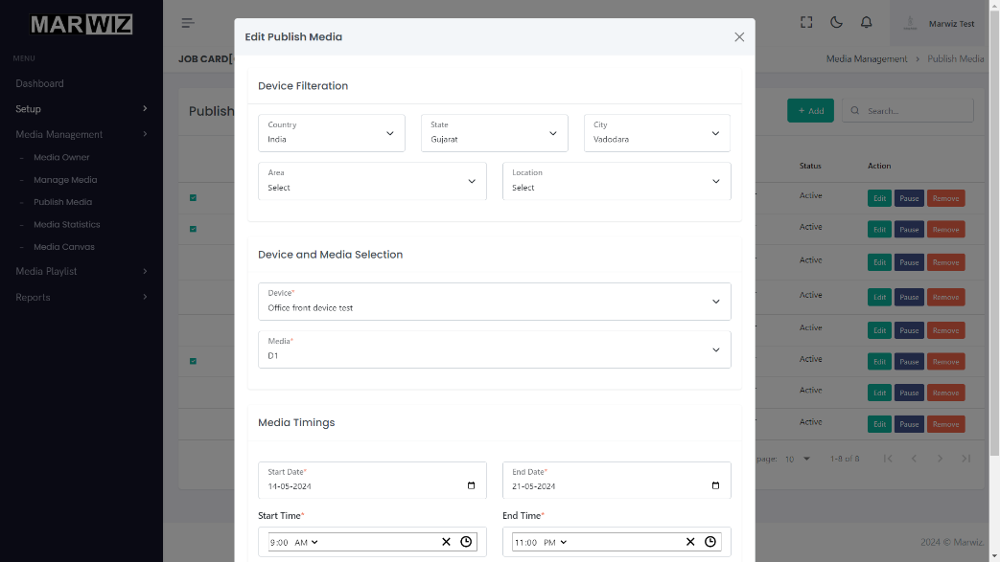 MARWIZ
Edit Publish Media
Marwiz Test
MENU
JOB CARD[
Media Management
Publish Media
Dashboard
Device Filteration
Setup
Publish
+ Add
Search...
Media Management
Country
India
State
Gujarat
City
Vadodara
Media Owner
Manage Media
Publish Media
Media Statistics
Media Canvas
Media Playlist
Reports
Area
Select
Location
Select
Status
Action
Active
Edit Pause Remove
Active
Edit Pause Remove
Active
Edit Pause Remove
Active
Edit Pause Remove
Active
Edit Pause Remove
Active
Edit Pause Remove
Active
Edit Pause Remove
Active
Edit Pause Remove
Device and Media Selection
Device*
Office front device test
Media*
D1
Media Timings
page: 10
1-8 of 8
Start Date*
14-05-2024
End Date*
21-05-2024
Start Time*
End Time*
9:00 AM
11:00 PM
2024 © Marwiz.